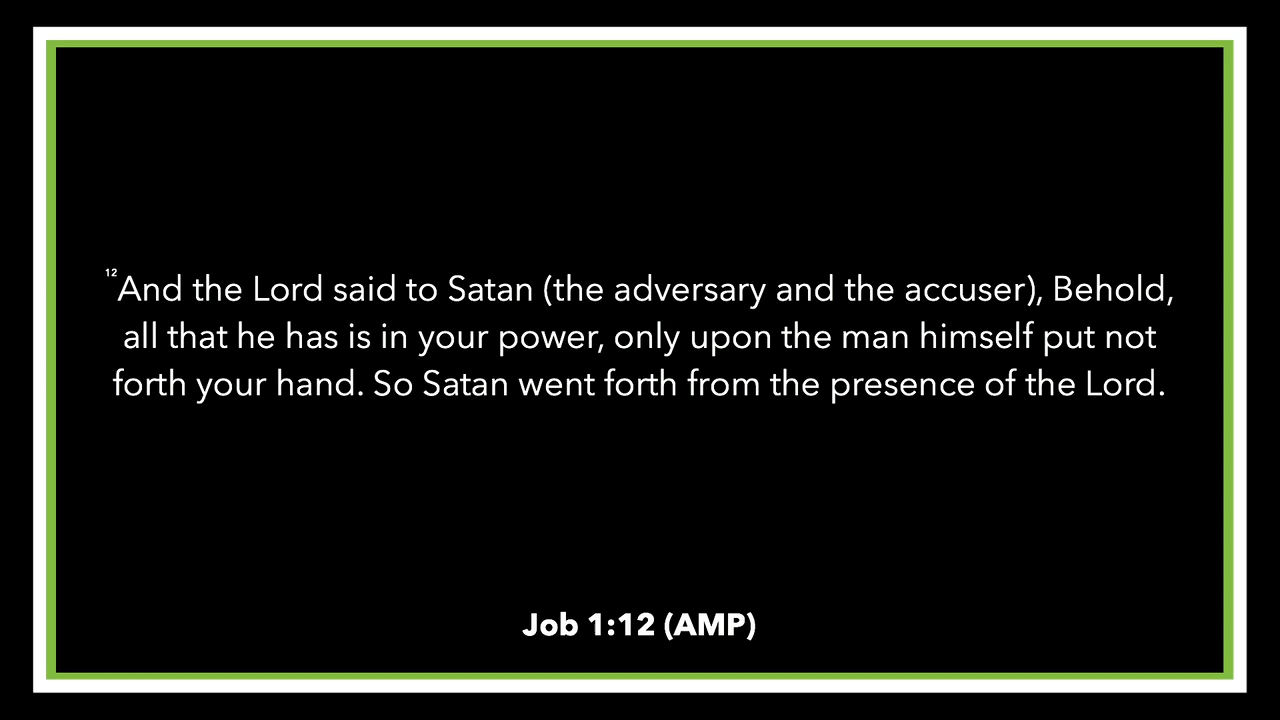 12And the Lord said to Satan (the adversary and the accuser), Behold,
all that he has is in your power, only upon the man himself put not
forth your hand. So Satan went forth from the presence of the Lord.
Job 1:12 (AMP)